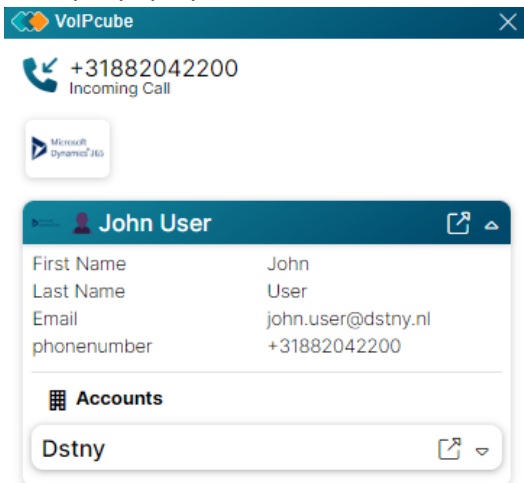 VoIPcube
+31882042200
Incoming Call
Microsoft
Dynamics 365
John User
First Name John
Last Name User
Email john.user@dstny.nl
phonenumber +31882042200
Accounts
Dstny